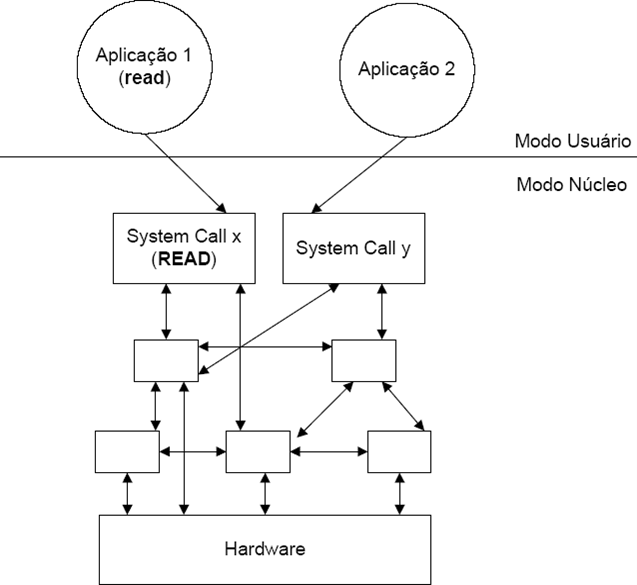 Aplicação 1
(read)
Aplicação 2
Modo Usuário
Modo Núcleo
System Call x
(READ)
System Call y
Hardware